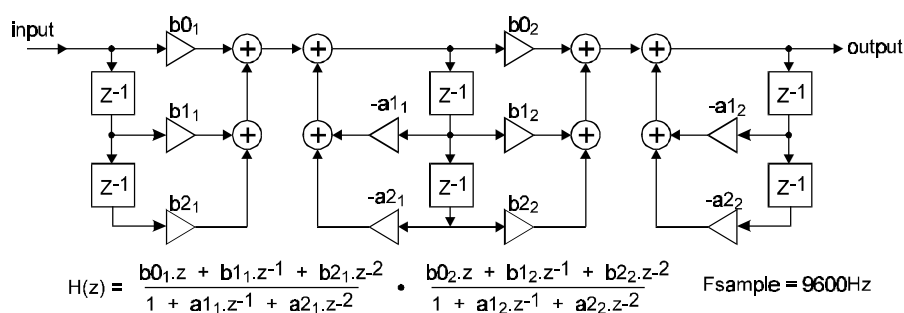 input
b0₁
b0₂
output
z⁻¹
b1₁
-a1₁
z⁻¹
b1₂
-a1₂
z⁻¹
z⁻¹
b2₁
-a2₁
z⁻¹
b2₂
-a2₂
z⁻¹
H(z) = b0₁.z + b1₁.z⁻¹ + b2₁.z⁻² • b0₂.z + b1₂.z⁻¹ + b2₂.z⁻² Fsample = 9600Hz
1 + a1₁.z⁻¹ + a2₁.z⁻² 1 + a1₂.z⁻¹ + a2₂.z⁻²